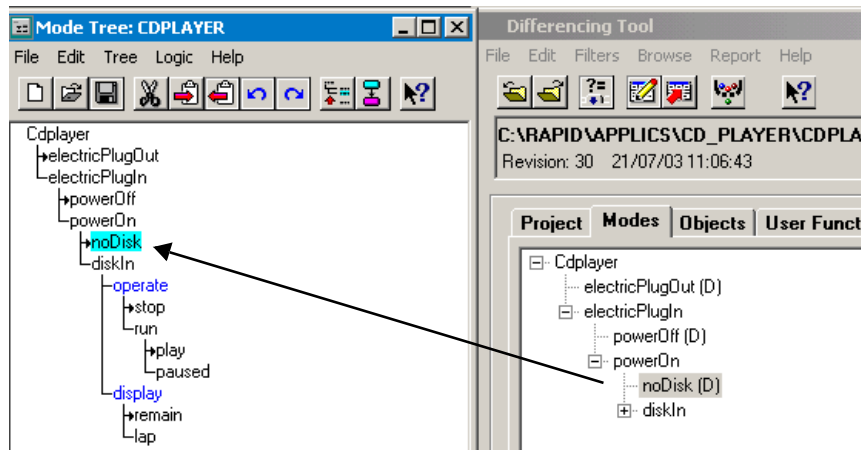 Mode Tree: CDPLAYER
File Edit Tree Logic Help
Cdplayer
electricPlugOut
electricPlugIn
powerOff
powerOn
noDisk
diskIn
operate
stop
run
play
paused
display
remain
lap
Differencing Tool
File Edit Filters Browse Report Help
C:\RAPID\APPLICS\CD_PLAYER\CDPLA
Revision: 30 21/07/03 11:06:43
Project Modes Objects User Funct
Cdplayer
electricPlugOut (D)
electricPlugIn
powerOff (D)
powerOn
noDisk (D)
diskIn